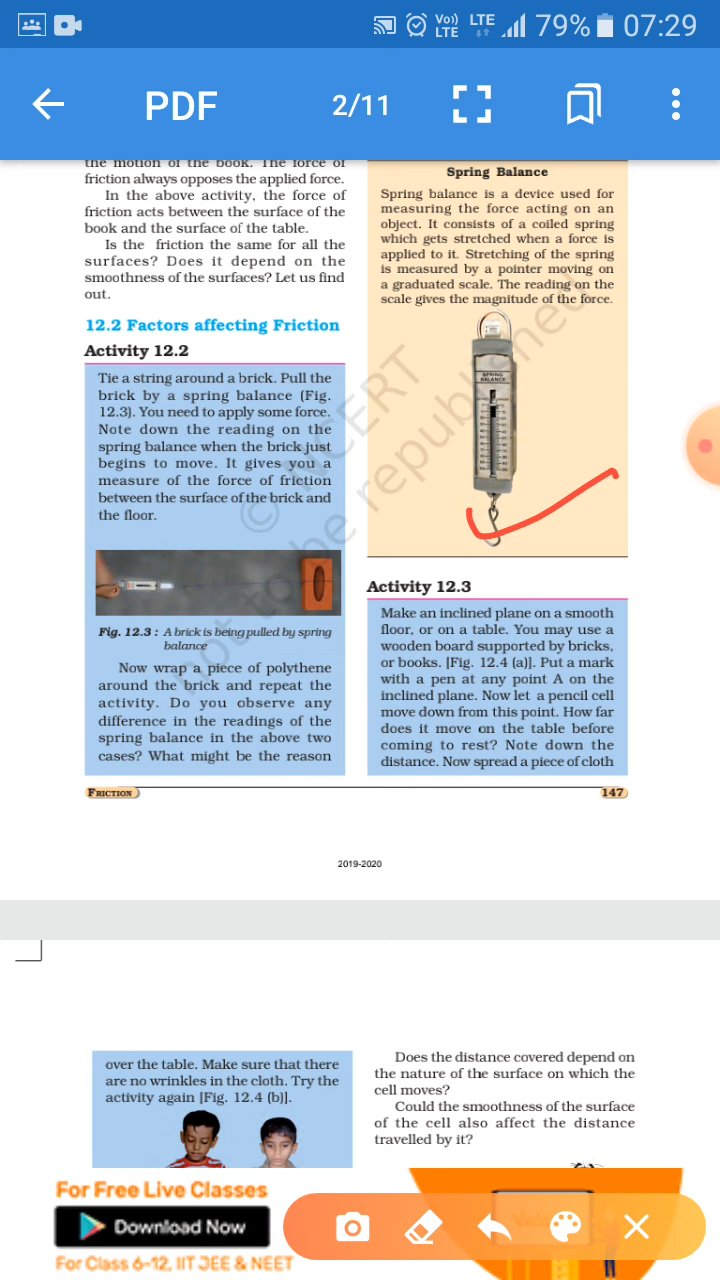 Vo)) LTE LTE 79% 07:29
PDF 2/11
the motion of the book. The force of
friction always opposes the applied force.
In the above activity, the force of
friction acts between the surface of the
book and the surface of the table.
Is the friction the same for all the
surfaces? Does it depend on the
smoothness of the surfaces? Let us find
out.
12.2 Factors affecting Friction
Activity 12.2
Tie a string around a brick. Pull the
brick by a spring balance (Fig.
12.3). You need to apply some force.
Note down the reading on the
spring balance when the brick just
begins to move. It gives you a
measure of the force of friction
between the surface of the brick and
the floor.
Fig. 12.3 : A brick is being pulled by spring
balance
Now wrap a piece of polythene
around the brick and repeat the
activity. Do you observe any
difference in the readings of the
spring balance in the above two
cases? What might be the reason
Spring Balance
Spring balance is a device used for
measuring the force acting on an
object. It consists of a coiled spring
which gets stretched when a force is
applied to it. Stretching of the spring
is measured by a pointer moving on
a graduated scale. The reading on the
scale gives the magnitude of the force.
SPRING
BALANCE
Activity 12.3
Make an inclined plane on a smooth
floor, or on a table. You may use a
wooden board supported by bricks,
or books. [Fig. 12.4 (a)]. Put a mark
with a pen at any point A on the
inclined plane. Now let a pencil cell
move down from this point. How far
does it move on the table before
coming to rest? Note down the
distance. Now spread a piece of cloth
© NCERT
not to be republished
FRICTION 147
2019-2020
over the table. Make sure that there
are no wrinkles in the cloth. Try the
activity again [Fig. 12.4 (b)].
Does the distance covered depend on
the nature of the surface on which the
cell moves?
Could the smoothness of the surface
of the cell also affect the distance
travelled by it?
For Free Live Classes
Download Now
For Class 6-12, IIT JEE & NEET